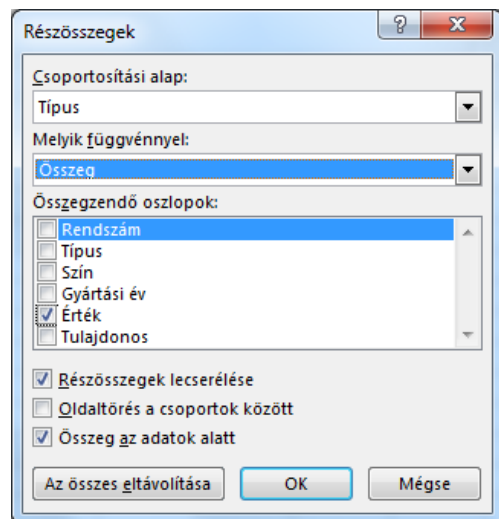 Részösszegek
Csoportosítási alap:
Típus
Melyik függvénnyel:
Összeg
Összegzendő oszlopok:
Rendszám
Típus
Szín
Gyártási év
Érték
Tulajdonos
Részösszegek lecserélése
Oldaltörés a csoportok között
Összeg az adatok alatt
Az összes eltávolítása
OK
Mégse